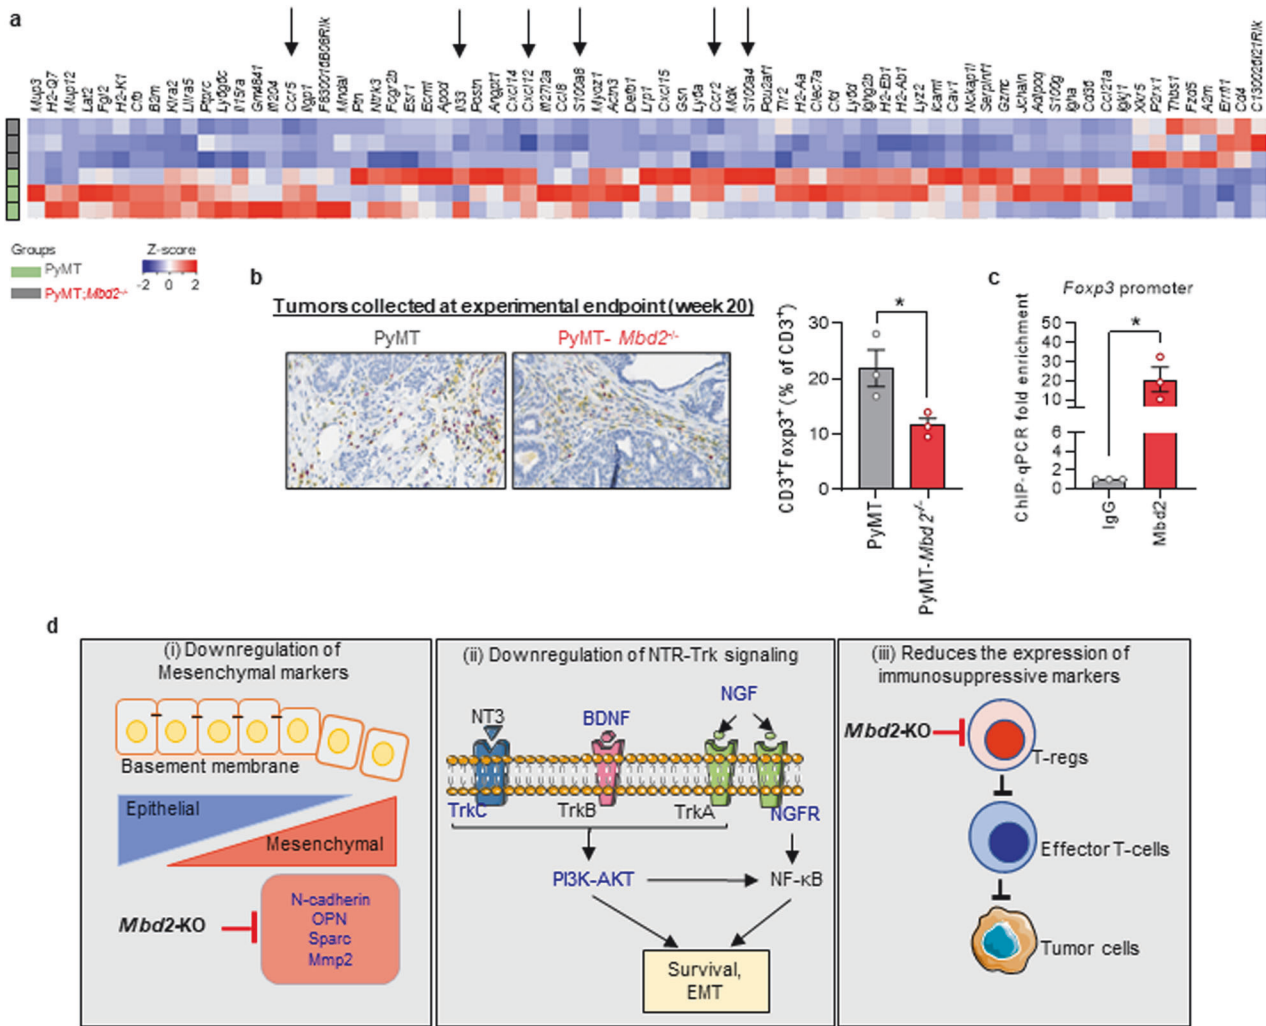 a
Mup3
H2-Q7
Mup12
Lat2
Fgl2
H2-K1
Cfb
B2m
Klra2
Lilra5
Ptprc
Ly6g6c
Il15ra
Gm4841
Ifi204
Ccr5
Iigp1
Mndal
Ptn
Ntrk3
Fcgr2b
Esr1
Ecm1
Apod
Il33
Postn
Angpt1
Cxcl14
Cxcl12
Ifi27l2a
Ccl8
S100a8
Myoz1
Actn3
Defb1
Lrp1
Cxcl15
Gsn
Ly6a
Ccr2
Mdk
S100a4
Pou2af1
Tlr2
H2-Aa
Clec7a
Cfd
Ly6d
Ighg2b
H2-Eb1
H2-Ab1
Lyz2
Icam1
Cav1
Nckap1l
Serpinf1
Gzmc
Jchain
Adipoq
S100g
Igha
Cd36
Ccl21a
Igkj1
Xkr5
P2rx1
Thbs1
Fzd5
A2m
Errfi1
Cd4
C130026I21Rik
Groups
PyMT
PyMT;Mbd2-/-
Z-score
-2 0 2
b
Tumors collected at experimental endpoint (week 20)
PyMT
PyMT- Mbd2-/-
CD3+Foxp3+ (% of CD3+)
30
20
10
0
*
PyMT
PyMT-Mbd2-/-
c
Foxp3 promoter
ChIP-qPCR fold enrichment
50
40
30
20
10
6
4
2
0
*
IgG
Mbd2
d
(i) Downregulation of
Mesenchymal markers
Basement membrane
Epithelial
Mesenchymal
Mbd2-KO
N-cadherin
OPN
Sparc
Mmp2
(ii) Downregulation of NTR-Trk signaling
NT3
BDNF
NGF
TrkC
TrkB
TrkA
NGFR
PI3K-AKT
NF-κB
Survival,
EMT
(iii) Reduces the expression of
immunosuppressive markers
Mbd2-KO
T-regs
Effector T-cells
Tumor cells